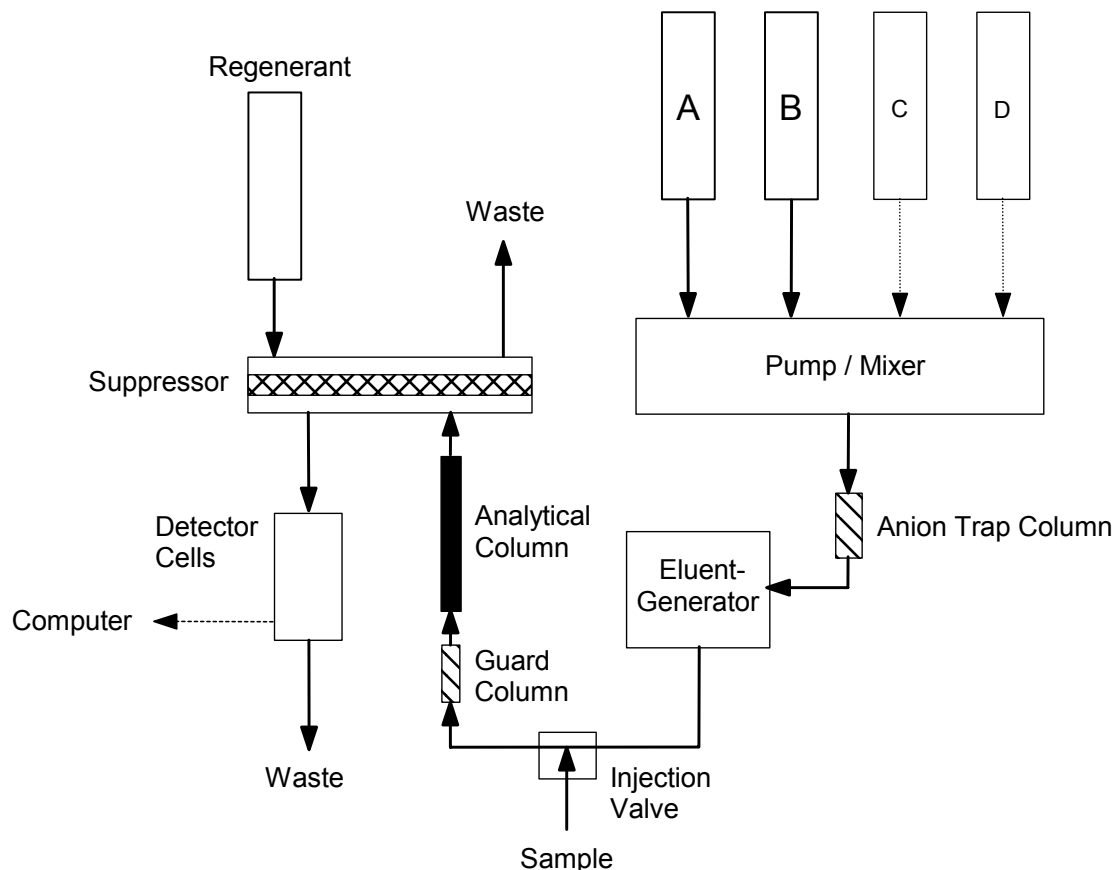 Regenerant
A
B
C
D
Waste
Pump / Mixer
Suppressor
Analytical
Column
Detector
Cells
Anion Trap Column
Eluent-
Generator
Computer
Guard
Column
Waste
Injection
Valve
Sample